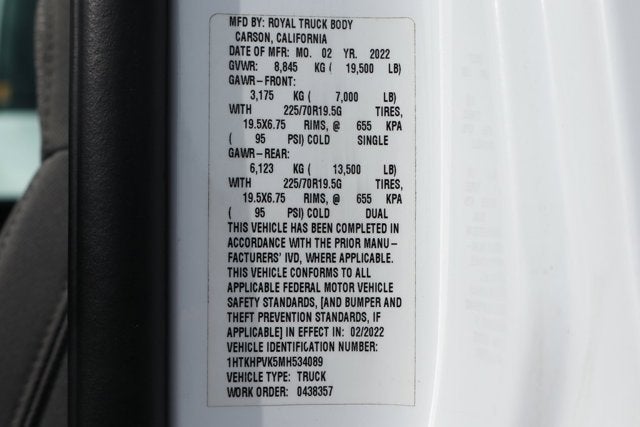 MFD BY: ROYAL TRUCK BODY
CARSON, CALIFORNIA
DATE OF MFR: MO. 02 YR. 2022
GVWR: 8,845 KG ( 19,500 LB)
GAWR-FRONT:
3,175 KG ( 7,000 LB)
WITH 225/70R19.5G TIRES,
19.5X6.75 RIMS, @ 655 KPA
( 95 PSI) COLD SINGLE
GAWR-REAR:
6,123 KG ( 13,500 LB)
WITH 225/70R19.5G TIRES,
19.5X6.75 RIMS, @ 655 KPA
( 95 PSI) COLD DUAL
THIS VEHICLE HAS BEEN COMPLETED IN
ACCORDANCE WITH THE PRIOR MANU-
FACTURERS' IVD, WHERE APPLICABLE.
THIS VEHICLE CONFORMS TO ALL
APPLICABLE FEDERAL MOTOR VEHICLE
SAFETY STANDARDS, [AND BUMPER AND
THEFT PREVENTION STANDARDS, IF
APPLICABLE] IN EFFECT IN: 02/2022
VEHICLE IDENTIFICATION NUMBER:
1HTKHPVK5MH534089
VEHICLE TYPE: TRUCK
WORK ORDER: 0438357